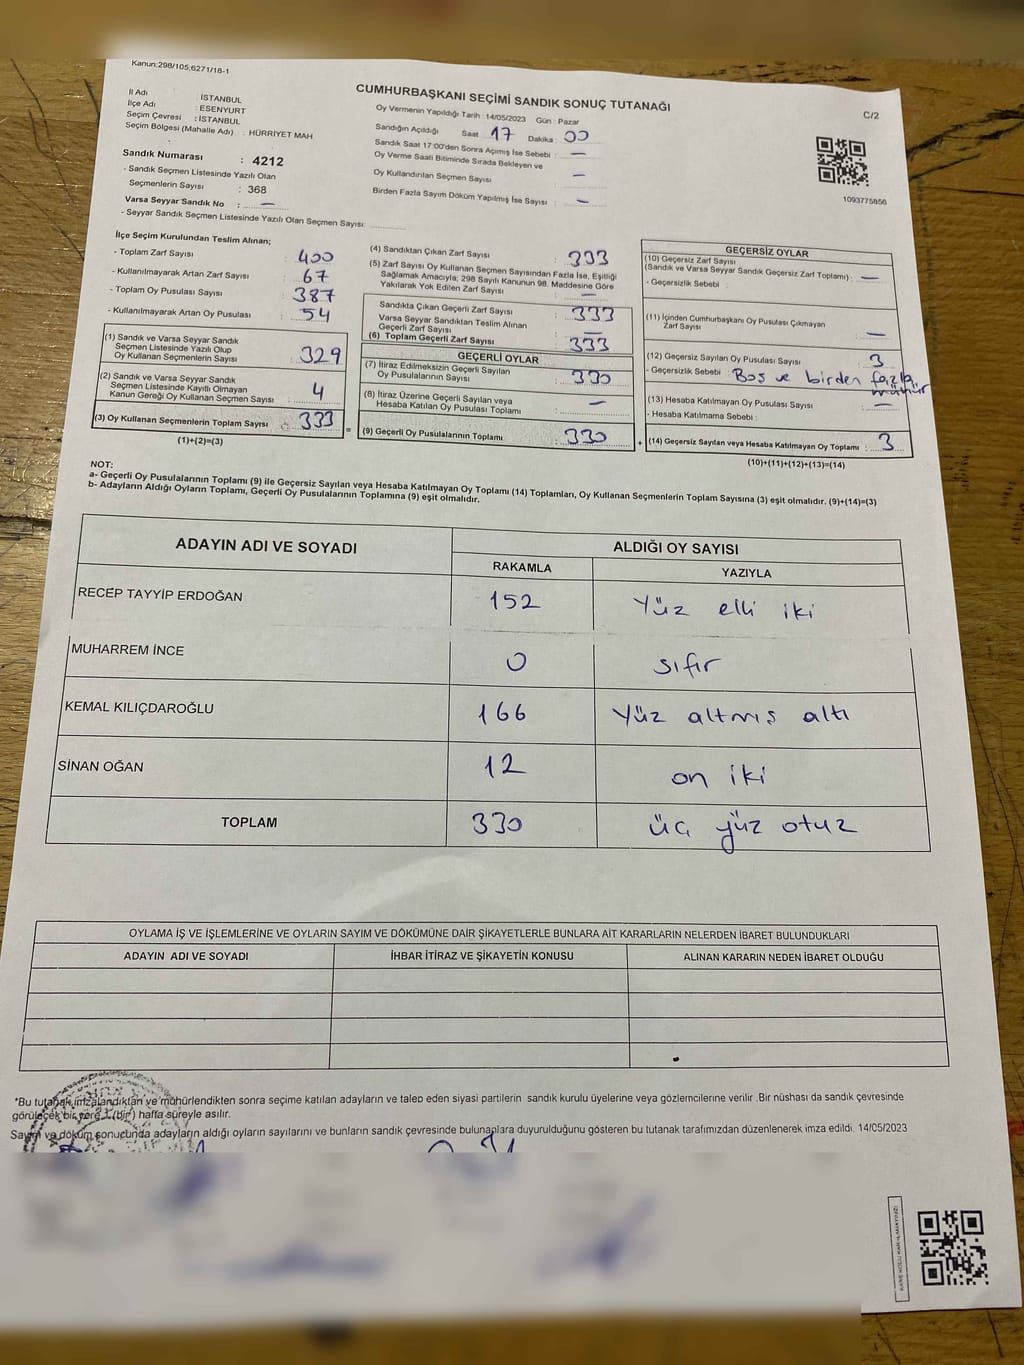 Kanun;298/105,6271/18-1
CUMHURBAŞKANI SEÇİMİ SANDIK SONUÇ TUTANAĞI
C/2
İl Adı : İSTANBUL
İlçe Adı : ESENYURT
Seçim Çevresi : İSTANBUL
Seçim Bölgesi (Mahalle Adı) : HÜRRİYET MAH
Sandık Numarası : 4212
- Sandık Seçmen Listesinde Yazılı Olan
Seçmenlerin Sayısı : 368
Varsa Seyyar Sandık No : —
- Seyyar Sandık Seçmen Listesinde Yazılı Olan Seçmen Sayısı:
Oy Vermenin Yapıldığı Tarih : 14/05/2023 Gün : Pazar
Sandığın Açıldığı Saat 17 Dakika : 00
Sandık Saat 17:00'den Sonra Açımış İse Sebebi : —
Oy Verme Saati Bitiminde Sırada Bekleyen ve
Oy Kullandırılan Seçmen Sayısı : —
Birden Fazla Sayım Döküm Yapılmış İse Sayısı : —
1093775856
İlçe Seçim Kurulundan Teslim Alınan;
- Toplam Zarf Sayısı : 400
- Kullanılmayarak Artan Zarf Sayısı : 67
- Toplam Oy Pusulası Sayısı : 387
- Kullanılmayarak Artan Oy Pusulası : 54
(1) Sandık ve Varsa Seyyar Sandık
Seçmen Listesinde Yazılı Olup
Oy Kullanan Seçmenlerin Sayısı : 329
(2) Sandık ve Varsa Seyyar Sandık
Seçmen Listesinde Kayıtlı Olmayan
Kanun Gereği Oy Kullanan Seçmen Sayısı : 4
(3) Oy Kullanan Seçmenlerin Toplam Sayısı : 333
(1)+(2)=(3)
(4) Sandıktan Çıkan Zarf Sayısı : 333
(5) Zarf Sayısı Oy Kullanan Seçmen Sayısından Fazla İse, Eşitliği
Sağlamak Amacıyla; 298 Sayılı Kanunun 98. Maddesine Göre
Yakılarak Yok Edilen Zarf Sayısı : —
Sandıkta Çıkan Geçerli Zarf Sayısı : 333
Varsa Seyyar Sandıktan Teslim Alınan
Geçerli Zarf Sayısı : —
(6) Toplam Geçerli Zarf Sayısı : 333
GEÇERLİ OYLAR
(7) İtiraz Edilmeksizin Geçerli Sayılan
Oy Pusulalarının Sayısı : 330
(8) İtiraz Üzerine Geçerli Sayılan veya
Hesaba Katılan Oy Pusulası Toplamı : —
(9) Geçerli Oy Pusulalarının Toplamı : 330
GEÇERSİZ OYLAR
(10) Geçersiz Zarf Sayısı
(Sandık ve Varsa Seyyar Sandık Geçersiz Zarf Toplamı) : —
- Geçersizlik Sebebi :
(11) İçinden Cumhurbaşkanı Oy Pusulası Çıkmayan
Zarf Sayısı : —
(12) Geçersiz Sayılan Oy Pusulası Sayısı : 3
- Geçersizlik Sebebi : Boş ve birden fazla
mühür
(13) Hesaba Katılmayan Oy Pusulası Sayısı : —
- Hesaba Katılmama Sebebi :
(14) Geçersiz Sayılan veya Hesaba Katılmayan Oy Toplamı : 3
(10)+(11)+(12)+(13)=(14)
NOT:
a- Geçerli Oy Pusulalarının Toplamı (9) ile Geçersiz Sayılan veya Hesaba Katılmayan Oy Toplamı (14) Toplamları, Oy Kullanan Seçmenlerin Toplam Sayısına (3) eşit olmalıdır. (9)+(14)=(3)
b- Adayların Aldığı Oyların Toplamı, Geçerli Oy Pusulalarının Toplamına (9) eşit olmalıdır.
ADAYIN ADI VE SOYADI ALDIĞI OY SAYISI
RAKAMLA YAZIYLA
RECEP TAYYİP ERDOĞAN 152 Yüz elli iki
MUHARREM İNCE 0 sıfır
KEMAL KILIÇDAROĞLU 166 Yüz altmış altı
SİNAN OĞAN 12 on iki
TOPLAM 330 üç yüz otuz
OYLAMA İŞ VE İŞLEMLERİNE VE OYLARIN SAYIM VE DÖKÜMÜNE DAİR ŞİKAYETLERLE BUNLARA AİT KARARLARIN NELERDEN İBARET BULUNDUKLARI
ADAYIN ADI VE SOYADI İHBAR İTİRAZ VE ŞİKAYETİN KONUSU ALINAN KARARIN NEDEN İBARET OLDUĞU
*Bu tutanak imzalandıktan ve mühürlendikten sonra seçime katılan adayların ve talep eden siyasi partilerin sandık kurulu üyelerine veya gözlemcilerine verilir .Bir nüshası da sandık çevresinde
görülecek bir yere 1 (bir) hafta süreyle asılır.
Sayım ve döküm sonucunda adayların aldığı oyların sayılarını ve bunların sandık çevresinde bulunanlara duyurulduğunu gösteren bu tutanak tarafımızdan düzenlenerek imza edildi 14/05/2023